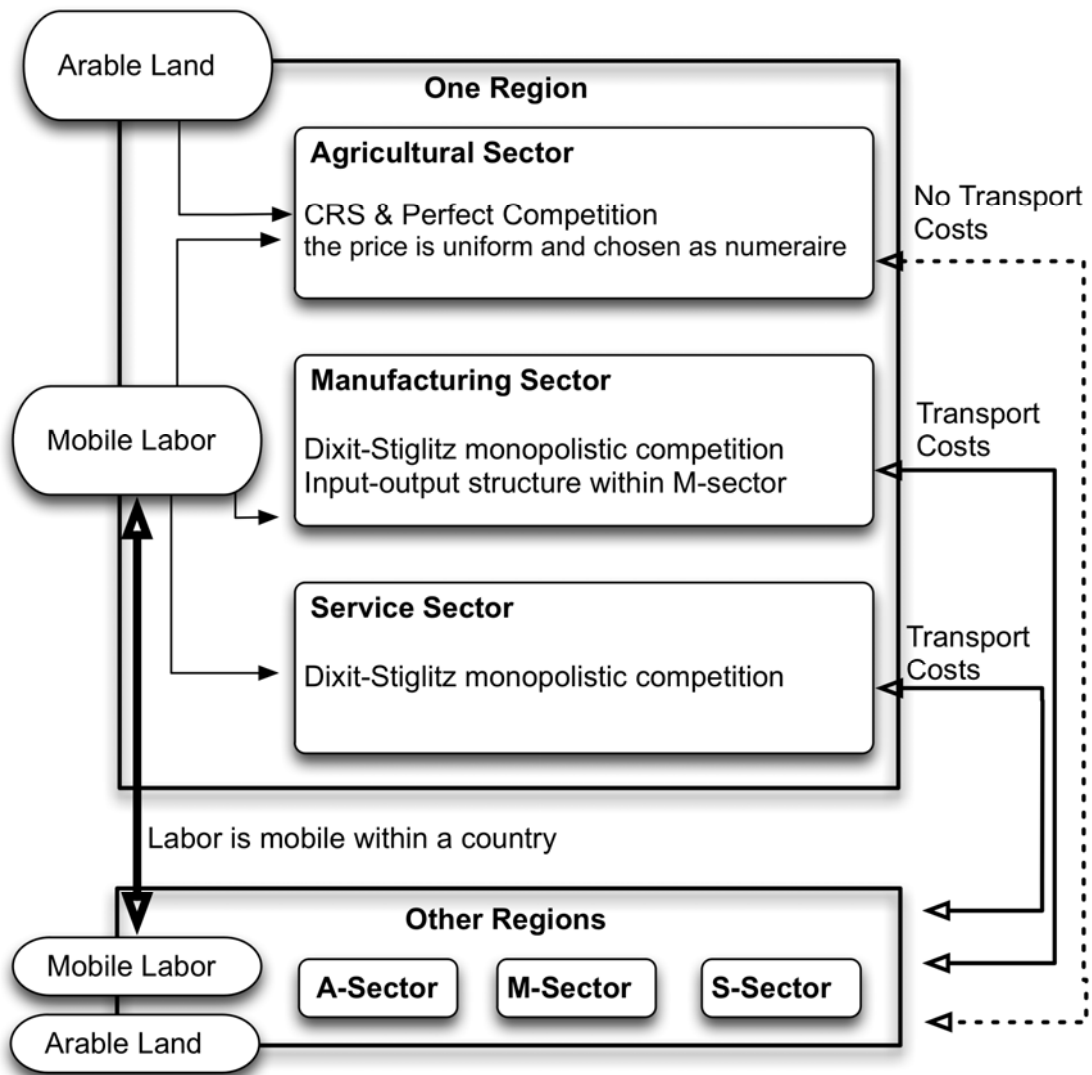 Arable Land
One Region
Agricultural Sector
CRS & Perfect Competition
the price is uniform and chosen as numeraire
No Transport
Costs
Manufacturing Sector
Dixit-Stiglitz monopolistic competition
Input-output structure within M-sector
Transport
Costs
Mobile Labor
Service Sector
Dixit-Stiglitz monopolistic competition
Transport
Costs
Labor is mobile within a country
Other Regions
Mobile Labor
A-Sector
M-Sector
S-Sector
Arable Land